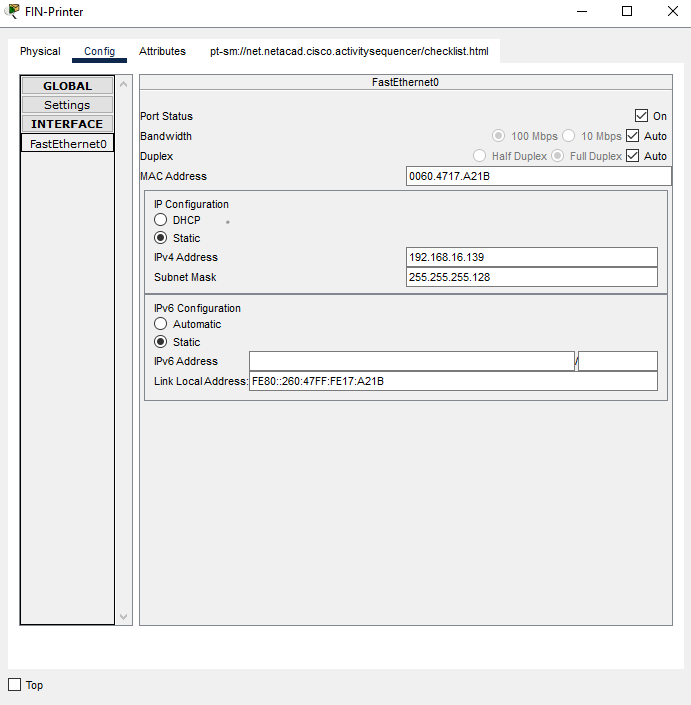 FIN-Printer
Physical Config Attributes pt-sm://net.netacad.cisco.activitysequencer/checklist.html
GLOBAL
Settings
INTERFACE
FastEthernet0
FastEthernet0
Port Status On
Bandwidth 100 Mbps 10 Mbps Auto
Duplex Half Duplex Full Duplex Auto
MAC Address 0060.4717.A21B
IP Configuration
DHCP
Static
IPv4 Address 192.168.16.139
Subnet Mask 255.255.255.128
IPv6 Configuration
Automatic
Static
IPv6 Address /
Link Local Address: FE80::260:47FF:FE17:A21B
Top